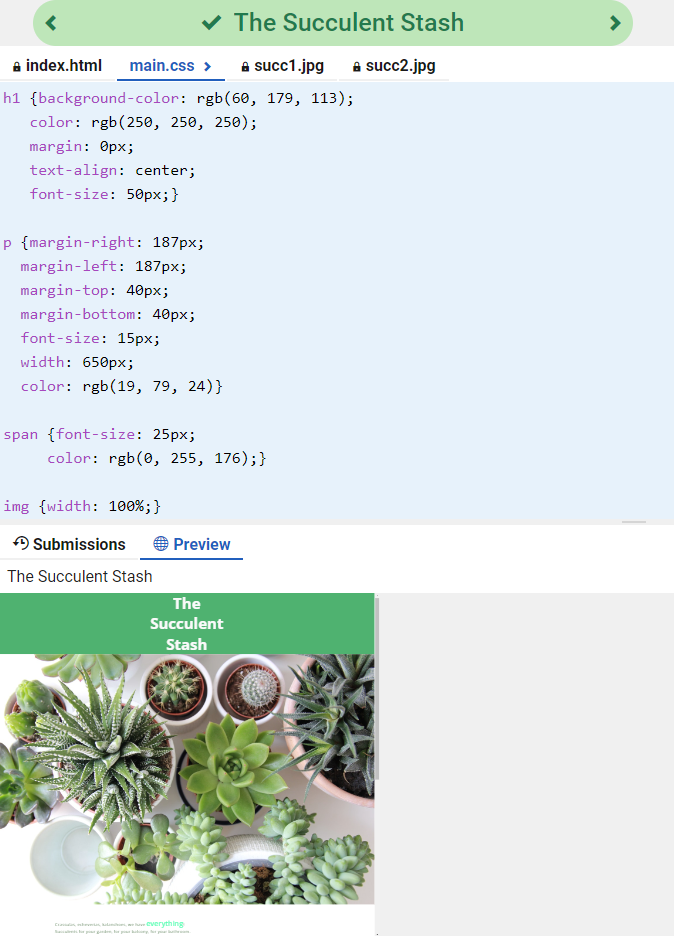 The Succulent Stash
index.html main.css succ1.jpg succ2.jpg
h1 {background-color: rgb(60, 179, 113);
color: rgb(250, 250, 250);
margin: 0px;
text-align: center;
font-size: 50px;}
p {margin-right: 187px;
margin-left: 187px;
margin-top: 40px;
margin-bottom: 40px;
font-size: 15px;
width: 650px;
color: rgb(19, 79, 24)}
span {font-size: 25px;
color: rgb(0, 255, 176);}
img {width: 100%;}
Submissions Preview
The Succulent Stash
The
Succulent
Stash
we have everything.
Succulents for your garden, for your balcony, for your bathroom.